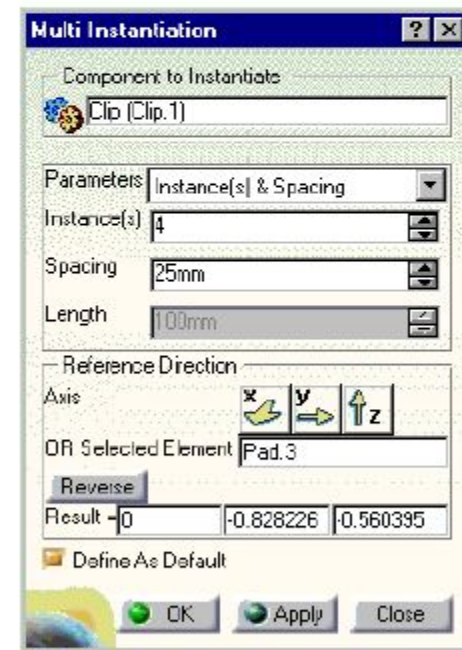 Multi Instantiation ? ×
Component to Instantiate
Clip (Clip.1)
Parameters Instance(s) & Spacing
Instance(s) 4
Spacing 25mm
Length 100mm
Reference Direction
Axis x y z
OR Selected Element Pad.3
Reverse
Result = 0 -0.828226 -0.560395
Define As Default
OK Apply Close